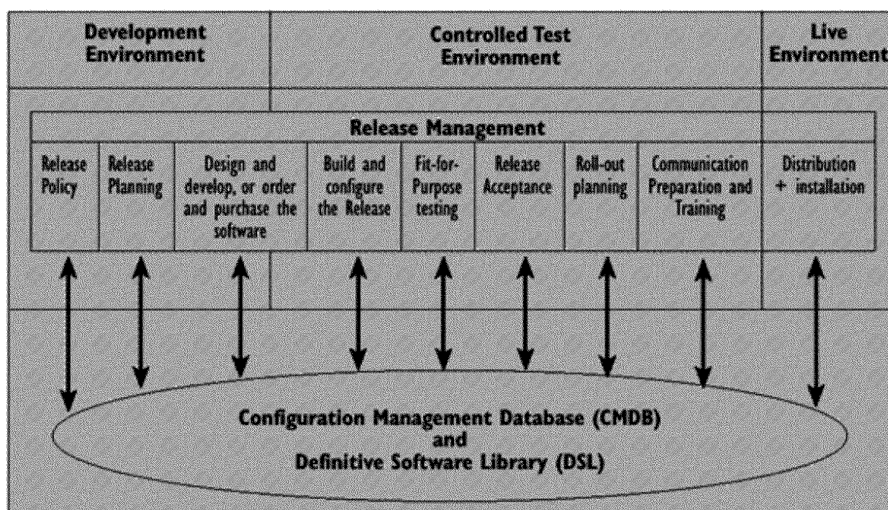 Development
Environment
Controlled Test
Environment
Live
Environment
Release Management
Release
Policy
Release
Planning
Design and
develop, or order
and purchase the
software
Build and
configure
the Release
Fit-for-
Purpose
testing
Release
Acceptance
Roll-out
planning
Communication
Preparation and
Training
Distribution
+ installation
Configuration Management Database (CMDB)
and
Definitive Software Library (DSL)